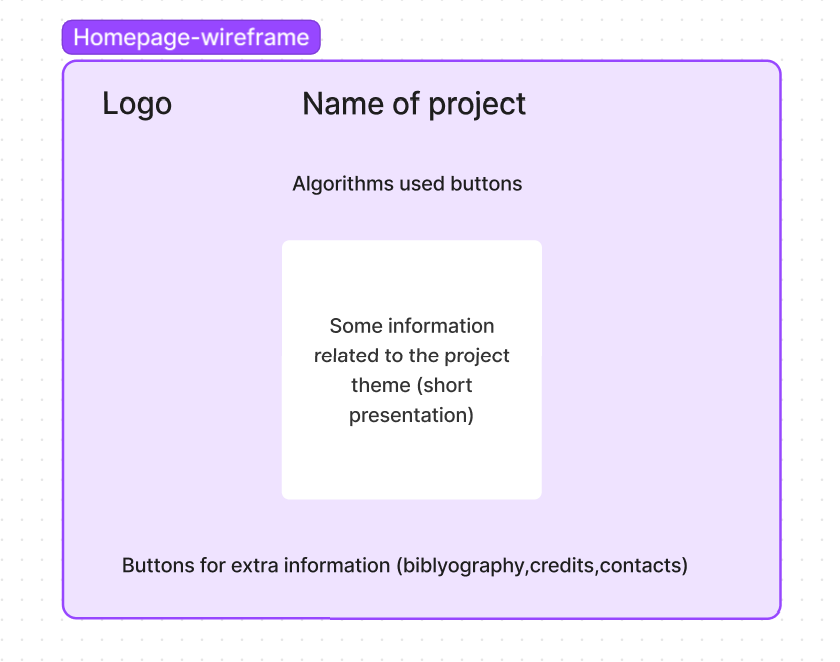 Homepage-wireframe
Logo
Name of project
Algorithms used buttons
Some information
related to the project
theme (short
presentation)
Buttons for extra information (biblyography,credits,contacts)